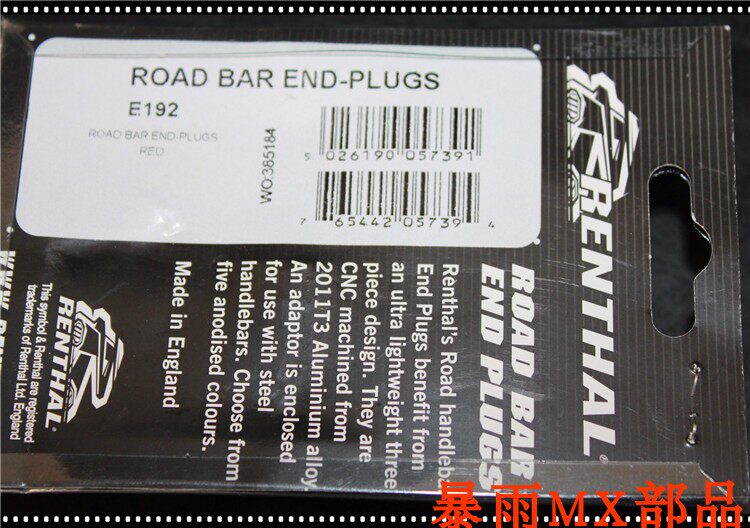 ROAD BAR END-PLUGS
E192
ROAD BAR END-PLUGS
RED
WO:385184
5 026190 057391
7 65442 05739 4
RENTHAL®
ROAD BAR
END PLUGS
Renthal's Road handleb
End Plugs benefit from
an ultra lightweight three
piece design. They are
CNC machined from
2011T3 Aluminium alloy.
An adaptor is enclosed
for use with steel
handlebars. Choose from
five anodised colours.
Made in England
RENTHAL®
This symbol & Renthal are registered
trademarks of Renthal Ltd. England
暴雨MX部品